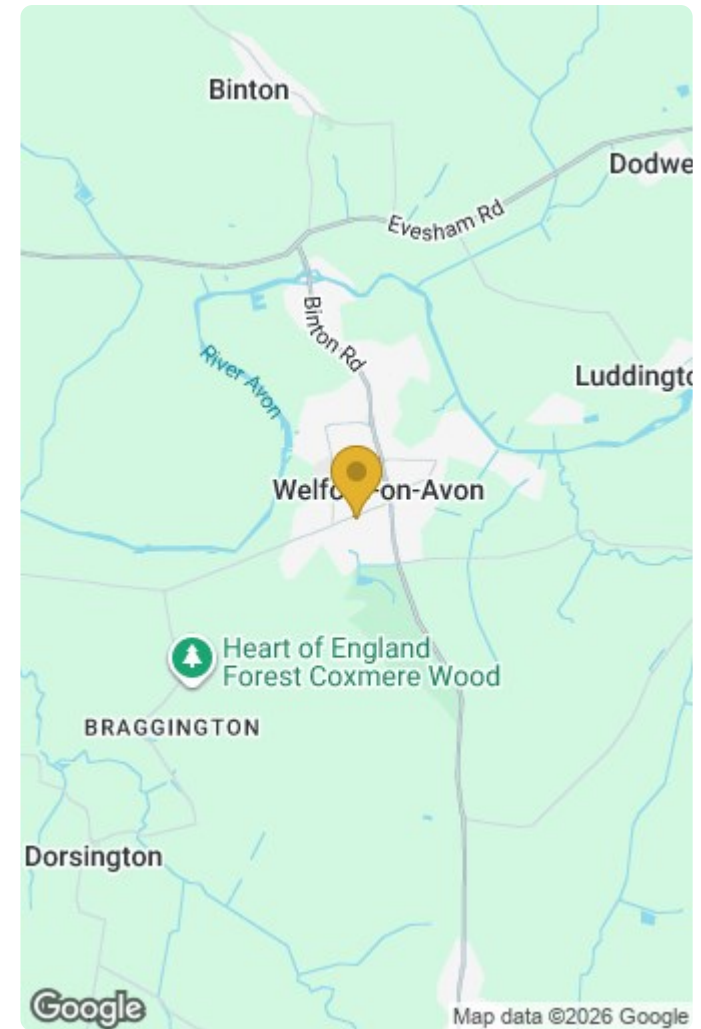 Binton
Dodwe
Evesham Rd
Binton Rd
River Avon
Luddingto
Welfo -on-Avon
Heart of England
Forest Coxmere Wood
BRAGGINGTON
Dorsington
Google
Map data ©2026 Google